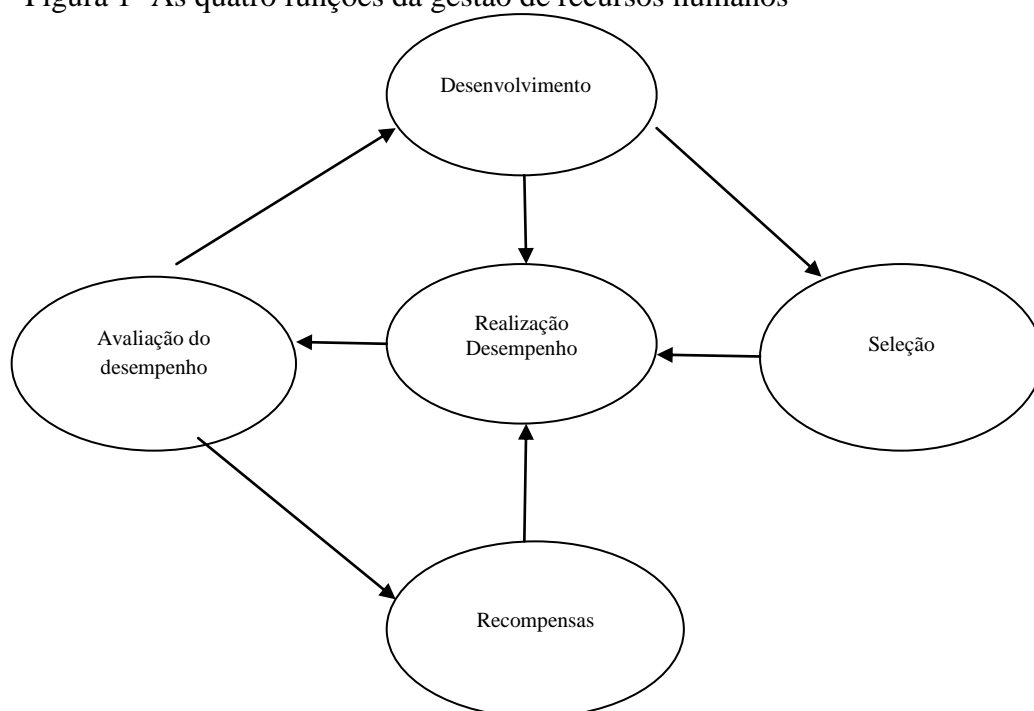 Figura 1- As quatro funções da gestão de recursos humanos
Desenvolvimento
Avaliação do
desempenho
Realização
Desempenho
Seleção
Recompensas